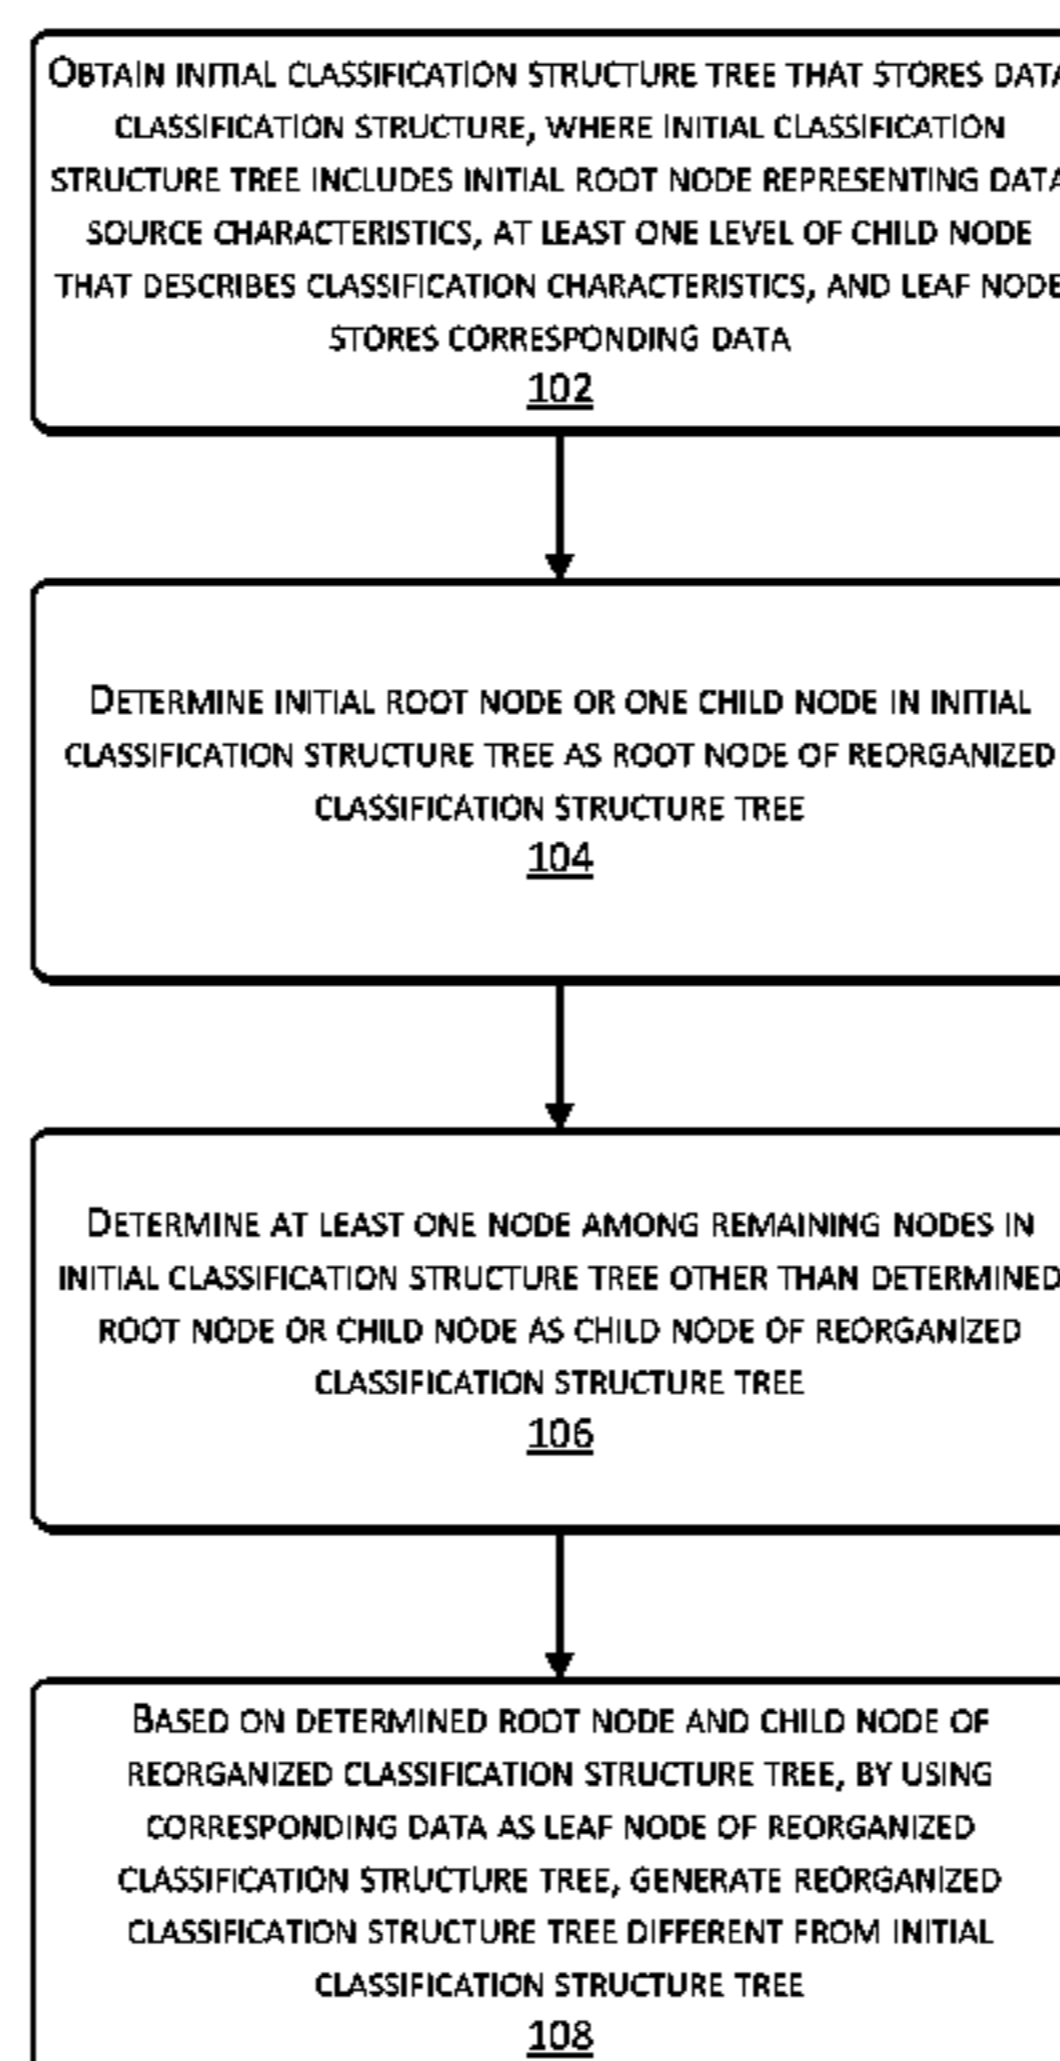 OBTAIN INITIAL CLASSIFICATION STRUCTURE TREE THAT STORES DATA
CLASSIFICATION STRUCTURE, WHERE INITIAL CLASSIFICATION
STRUCTURE TREE INCLUDES INITIAL ROOT NODE REPRESENTING DATA
SOURCE CHARACTERISTICS, AT LEAST ONE LEVEL OF CHILD NODE
THAT DESCRIBES CLASSIFICATION CHARACTERISTICS, AND LEAF NODE
STORES CORRESPONDING DATA
102
DETERMINE INITIAL ROOT NODE OR ONE CHILD NODE IN INITIAL
CLASSIFICATION STRUCTURE TREE AS ROOT NODE OF REORGANIZED
CLASSIFICATION STRUCTURE TREE
104
DETERMINE AT LEAST ONE NODE AMONG REMAINING NODES IN
INITIAL CLASSIFICATION STRUCTURE TREE OTHER THAN DETERMINED
ROOT NODE OR CHILD NODE AS CHILD NODE OF REORGANIZED
CLASSIFICATION STRUCTURE TREE
106
BASED ON DETERMINED ROOT NODE AND CHILD NODE OF
REORGANIZED CLASSIFICATION STRUCTURE TREE, BY USING
CORRESPONDING DATA AS LEAF NODE OF REORGANIZED
CLASSIFICATION STRUCTURE TREE, GENERATE REORGANIZED
CLASSIFICATION STRUCTURE TREE DIFFERENT FROM INITIAL
CLASSIFICATION STRUCTURE TREE
108